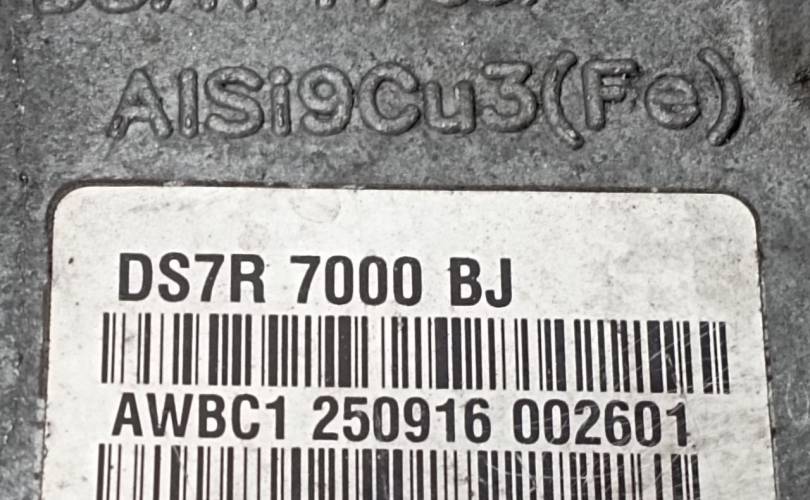 AlSi9Cu3(Fe)
DS7R 7000 BJ
AWBC1 250916 002601